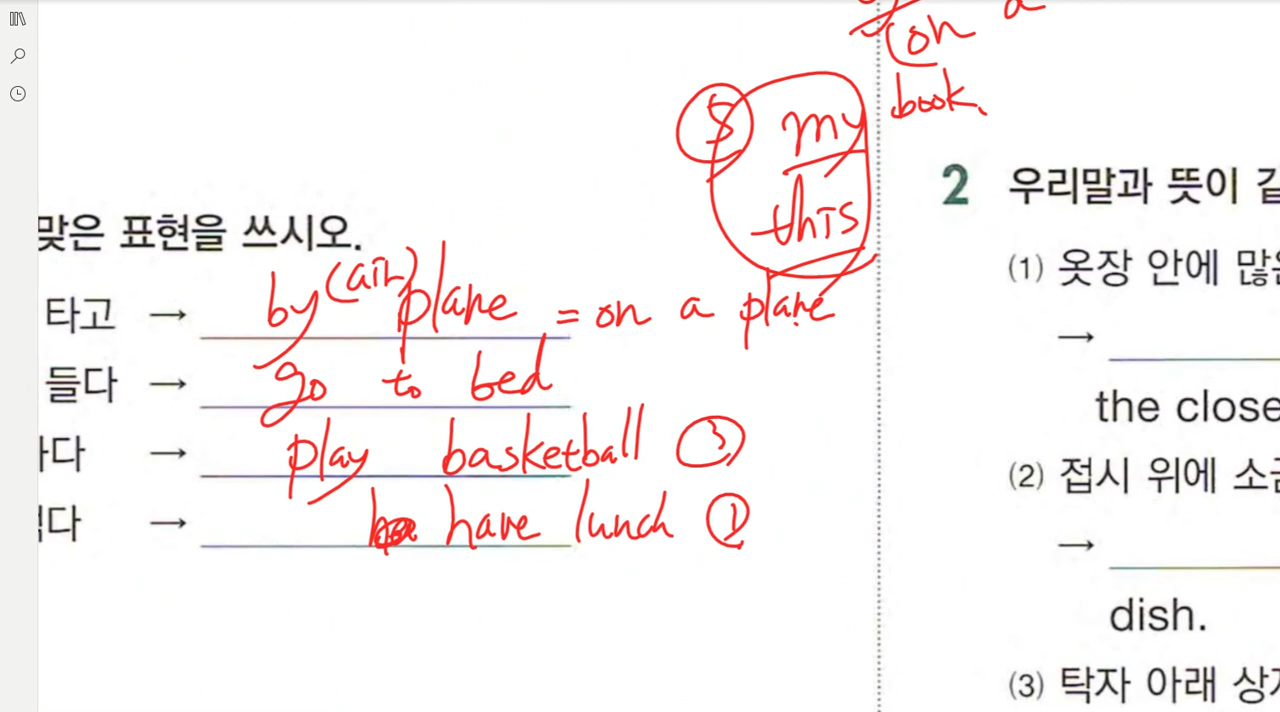 (on a
book.
$ my
this
맞은 표현을 쓰시오.
타고 → by (air)plane = on a plane
들다 → go to bed
다 → play basketball ③
다 → have lunch ①
2 우리말과 뜻이
(1) 옷장 안에 많은
→
the close
(2) 접시 위에 소금
→
dish.
(3) 탁자 아래 상자